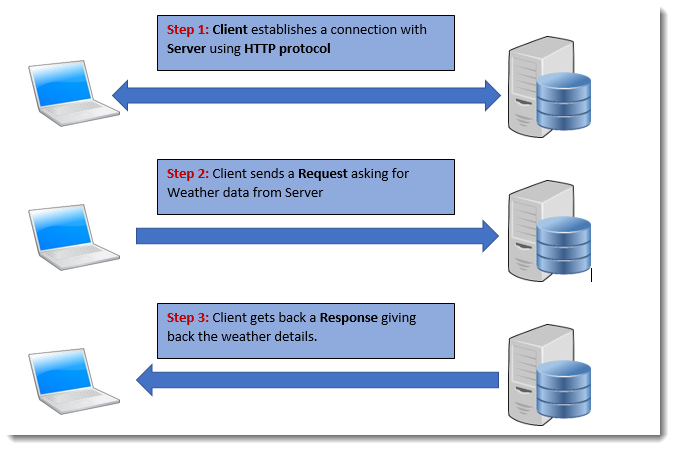 Step 1: Client establishes a connection with
Server using HTTP protocol
Step 2: Client sends a Request asking for
Weather data from Server
Step 3: Client gets back a Response giving
back the weather details.